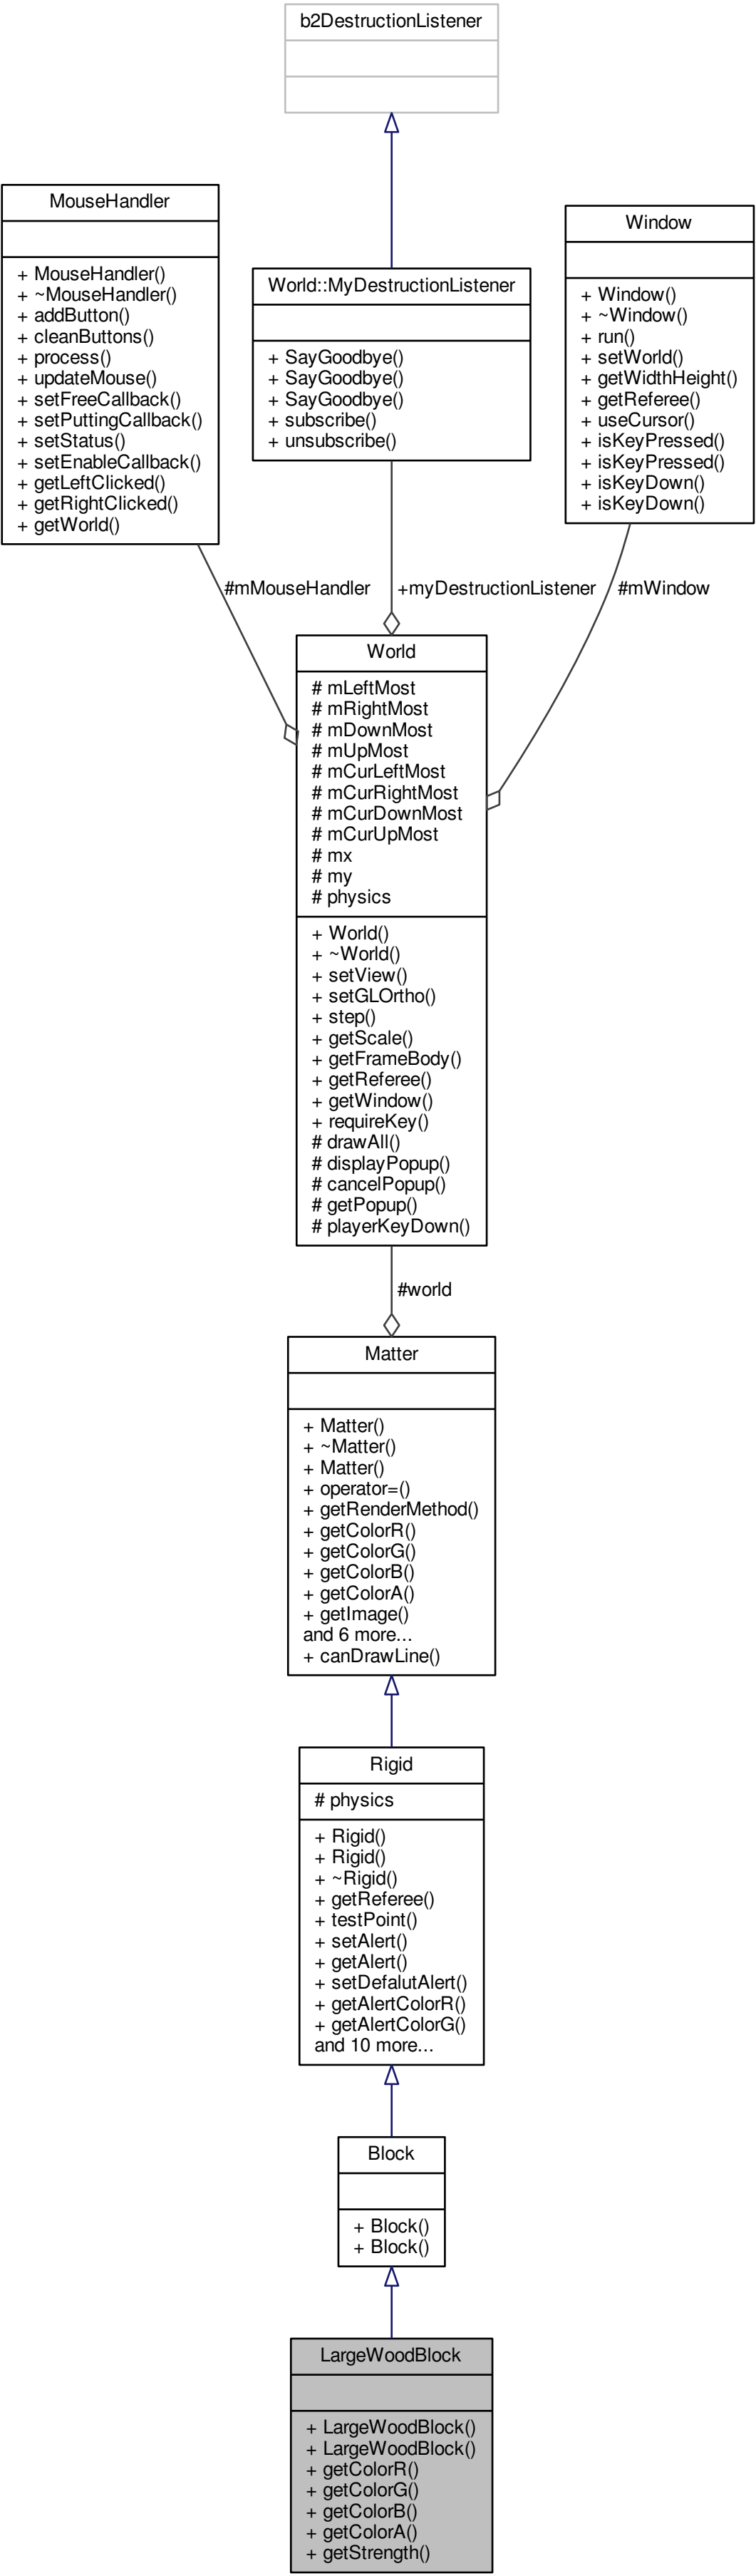 b2DestructionListener
MouseHandler
+ MouseHandler()
+ ~MouseHandler()
+ addButton()
+ cleanButtons()
+ process()
+ updateMouse()
+ setFreeCallback()
+ setPuttingCallback()
+ setStatus()
+ setEnableCallback()
+ getLeftClicked()
+ getRightClicked()
+ getWorld()
World::MyDestructionListener
+ SayGoodbye()
+ SayGoodbye()
+ SayGoodbye()
+ subscribe()
+ unsubscribe()
Window
+ Window()
+ ~Window()
+ run()
+ setWorld()
+ getWidthHeight()
+ getReferee()
+ useCursor()
+ isKeyPressed()
+ isKeyPressed()
+ isKeyDown()
+ isKeyDown()
#mMouseHandler
+myDestructionListener
#mWindow
World
# mLeftMost
# mRightMost
# mDownMost
# mUpMost
# mCurLeftMost
# mCurRightMost
# mCurDownMost
# mCurUpMost
# mx
# my
# physics
+ World()
+ ~World()
+ setView()
+ setGLOrtho()
+ step()
+ getScale()
+ getFrameBody()
+ getReferee()
+ getWindow()
+ requireKey()
# drawAll()
# displayPopup()
# cancelPopup()
# getPopup()
# playerKeyDown()
#world
Matter
+ Matter()
+ ~Matter()
+ Matter()
+ operator=()
+ getRenderMethod()
+ getColorR()
+ getColorG()
+ getColorB()
+ getColorA()
+ getImage()
and 6 more...
+ canDrawLine()
Rigid
# physics
+ Rigid()
+ Rigid()
+ ~Rigid()
+ getReferee()
+ testPoint()
+ setAlert()
+ getAlert()
+ setDefalutAlert()
+ getAlertColorR()
+ getAlertColorG()
and 10 more...
Block
+ Block()
+ Block()
LargeWoodBlock
+ LargeWoodBlock()
+ LargeWoodBlock()
+ getColorR()
+ getColorG()
+ getColorB()
+ getColorA()
+ getStrength()